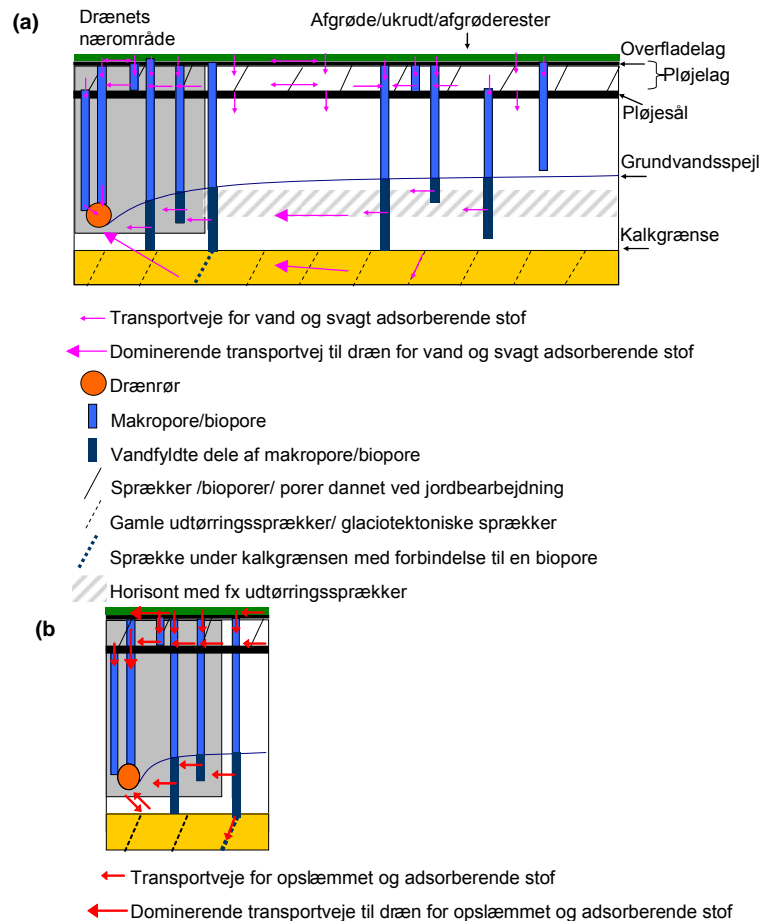 (a)
Drænets
nærområde
Afgrøde/ukrudt/afgrøderester
Overfladelag
Pløjelag
Pløjesål
Grundvandsspejl
Kalkgrænse
Transportveje for vand og svagt adsorberende stof
Dominerende transportvej til dræn for vand og svagt adsorberende stof
Drænrør
Makropore/biopore
Vandfyldte dele af makropore/biopore
Sprækker /bioporer/ porer dannet ved jordbearbejdning
Gamle udtørringssprækker/ glaciotektoniske sprækker
Sprække under kalkgrænsen med forbindelse til en biopore
Horisont med fx udtørringssprækker
(b
Transportveje for opslæmmet og adsorberende stof
Dominerende transportveje til dræn for opslæmmet og adsorberende stof